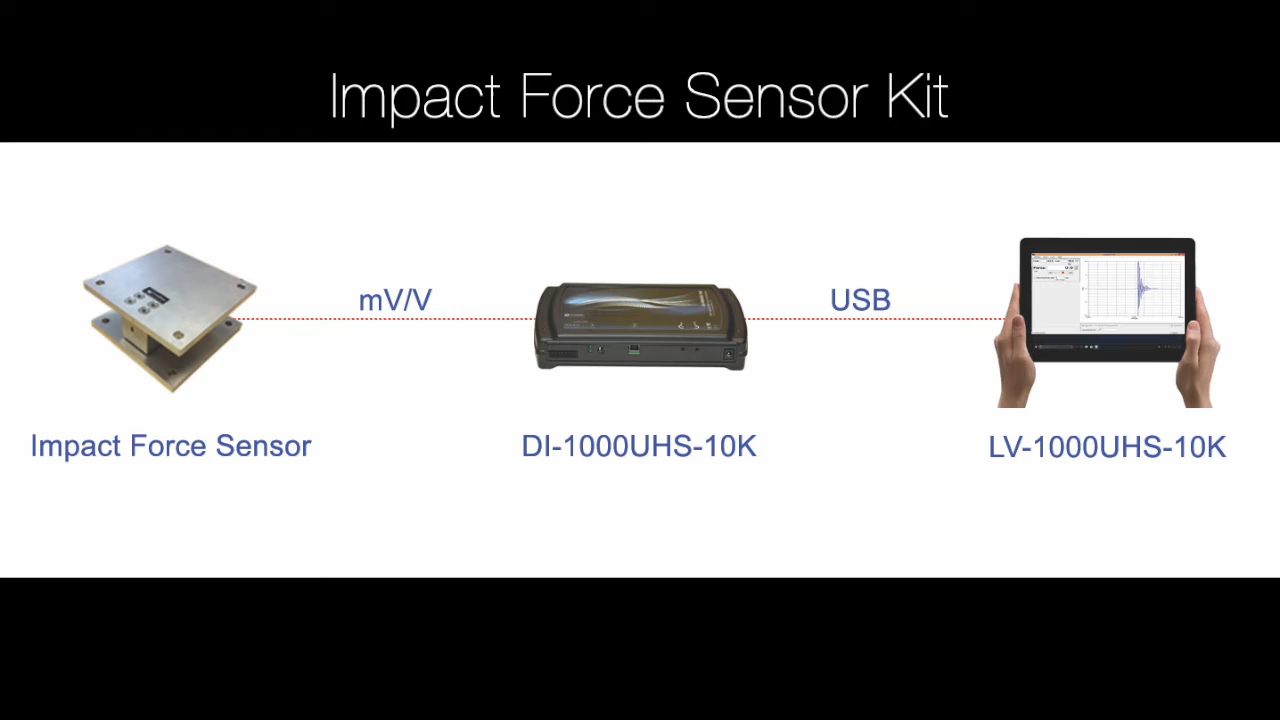 Impact Force Sensor Kit
mV/V
USB
Impact Force Sensor
DI-1000UHS-10K
LV-1000UHS-10K